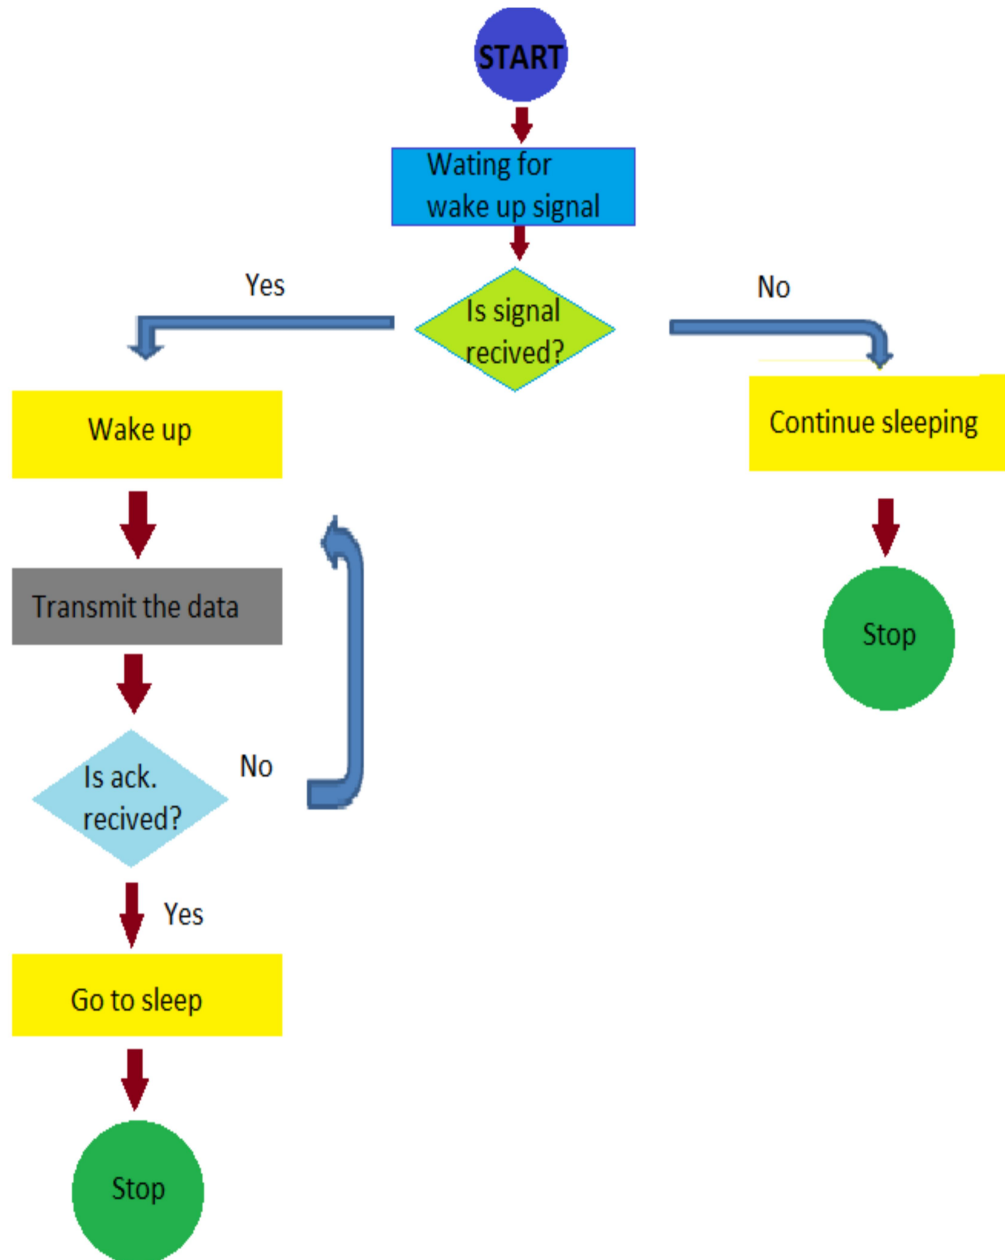 START
Wating for
wake up signal
Yes
No
Is signal
recived?
Wake up
Continue sleeping
Transmit the data
Stop
Is ack.
recived?
No
Yes
Go to sleep
Stop